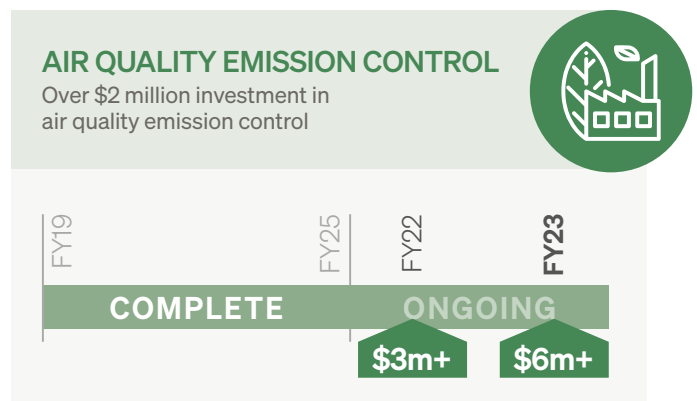 AIR QUALITY EMISSION CONTROL
Over $2 million investment in
air quality emission control
FY19
FY25
FY22
FY23
COMPLETE
ONGOING
$3m+
$6m+